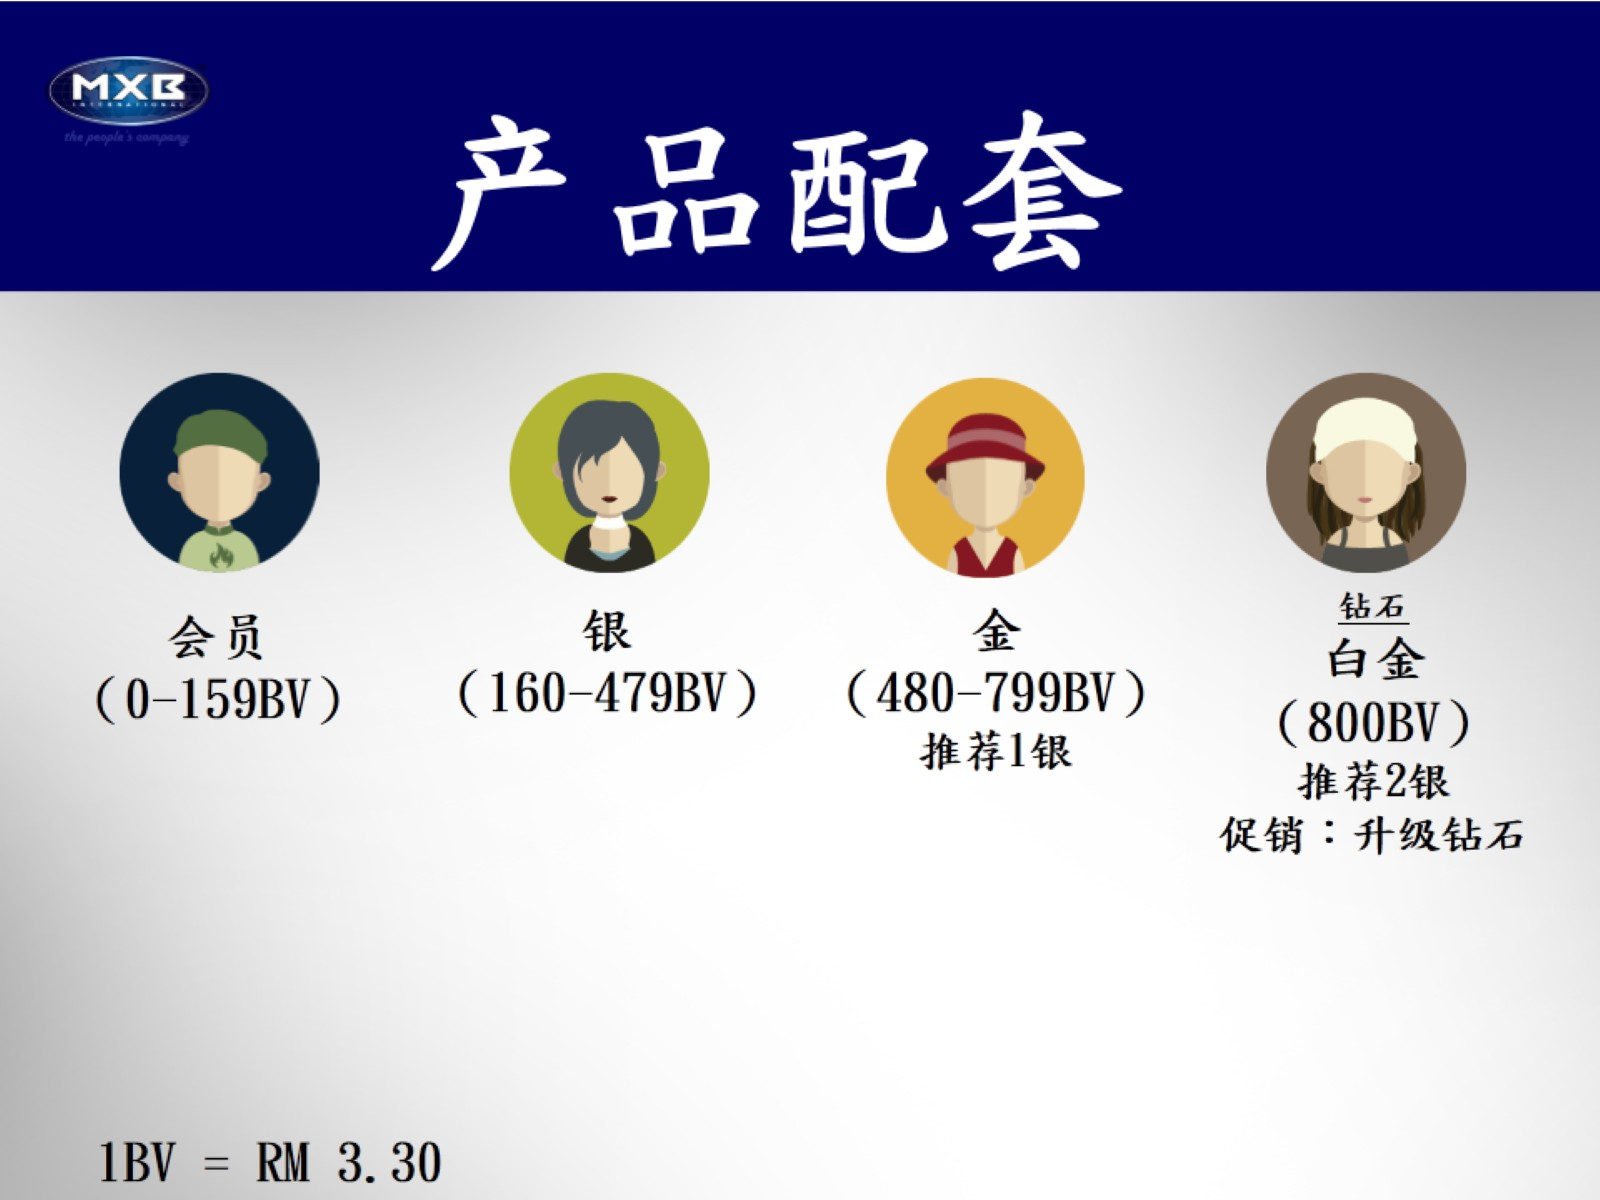 MXB
INTERNATIONAL
the people's company
产品配套
会员
(0-159BV)
银
(160-479BV)
金
(480-799BV)
推荐1银
钻石
白金
(800BV)
推荐2银
促销：升级钻石
1BV = RM 3.30